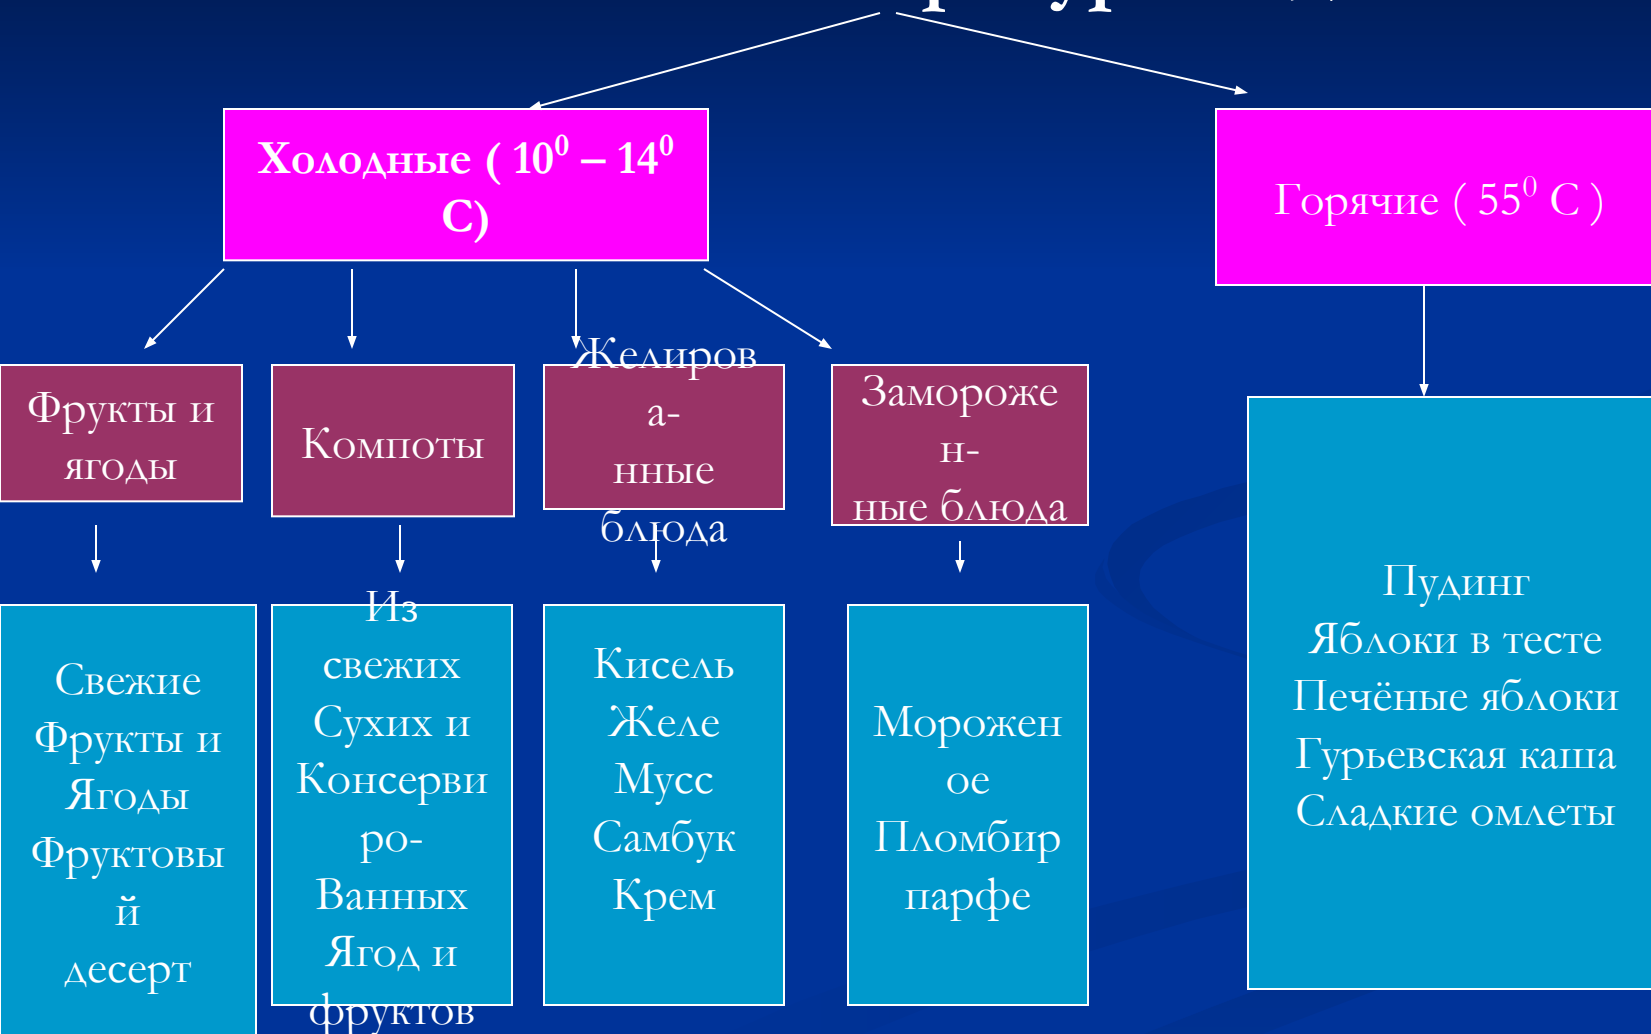 Холодные ( 10⁰ – 14⁰
С)
Горячие ( 55⁰ С )
Фрукты и
ягоды
Компоты
Желиров
а-
нные
блюда
Заморожe
н-
ные блюда
Свежие
Фрукты и
Ягоды
Фруктовы
й
десерт
Из
свежих
Сухих и
Консерви
ро-
Ванных
Ягод и
фруктов
Кисель
Желе
Мусс
Самбук
Крем
Морожен
ое
Пломбир
парфе
Пудинг
Яблоки в тесте
Печёные яблоки
Гурьевская каша
Сладкие омлеты